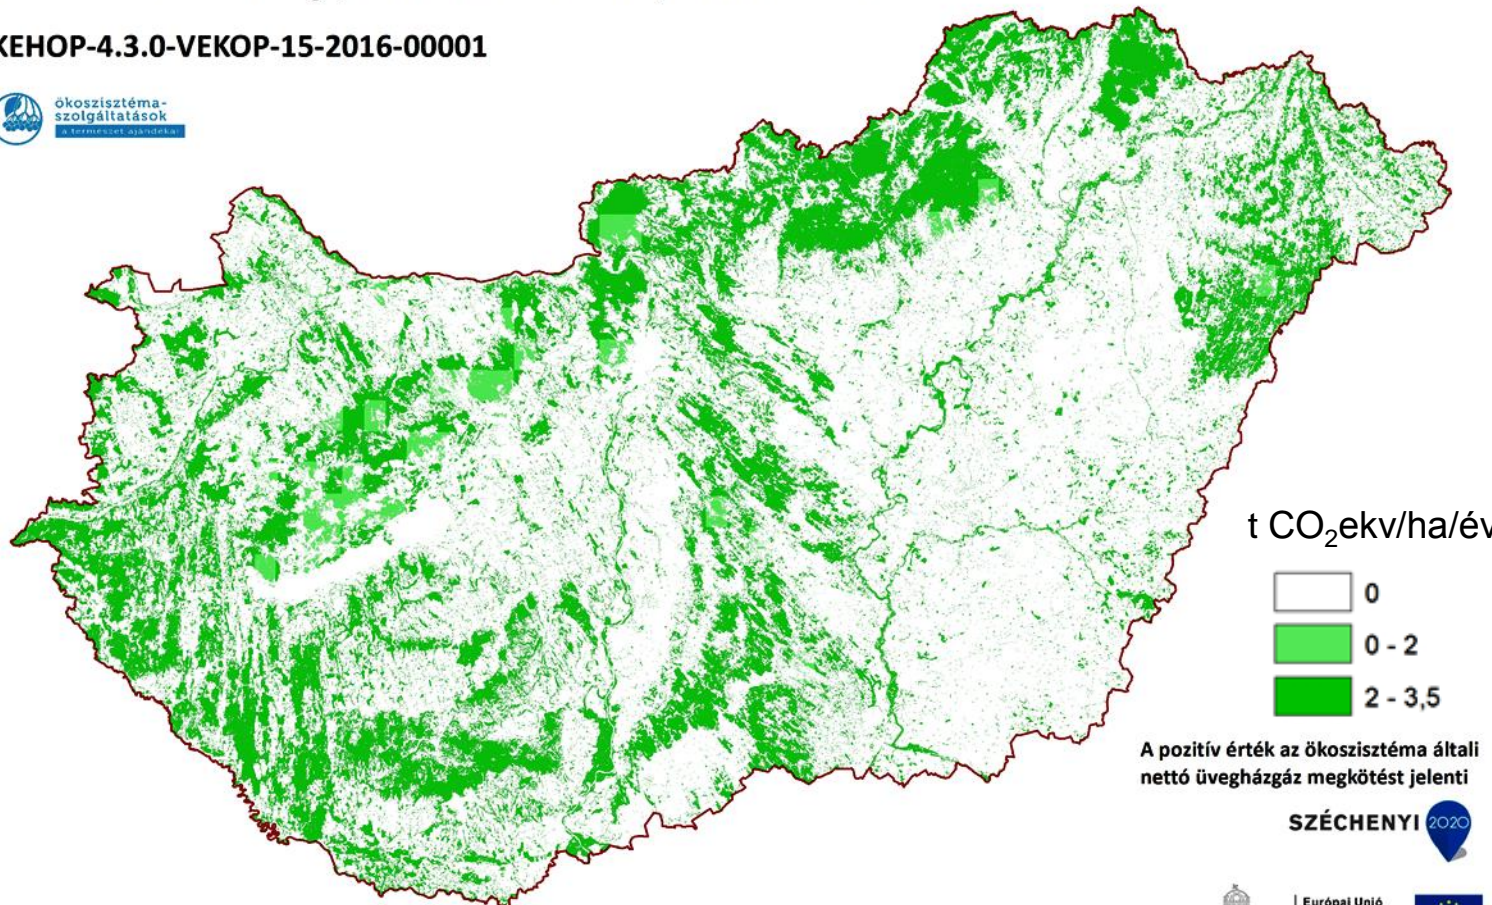 KEHOP-4.3.0-VEKOP-15-2016-00001
ökoszisztéma-
szolgáltatások
a természet ajándékai
t CO₂ekv/ha/év
0
0 - 2
2 - 3,5
A pozitív érték az ökoszisztéma általi
nettó üvegházgáz megkötést jelenti
SZÉCHENYI 2020
Európai Unió